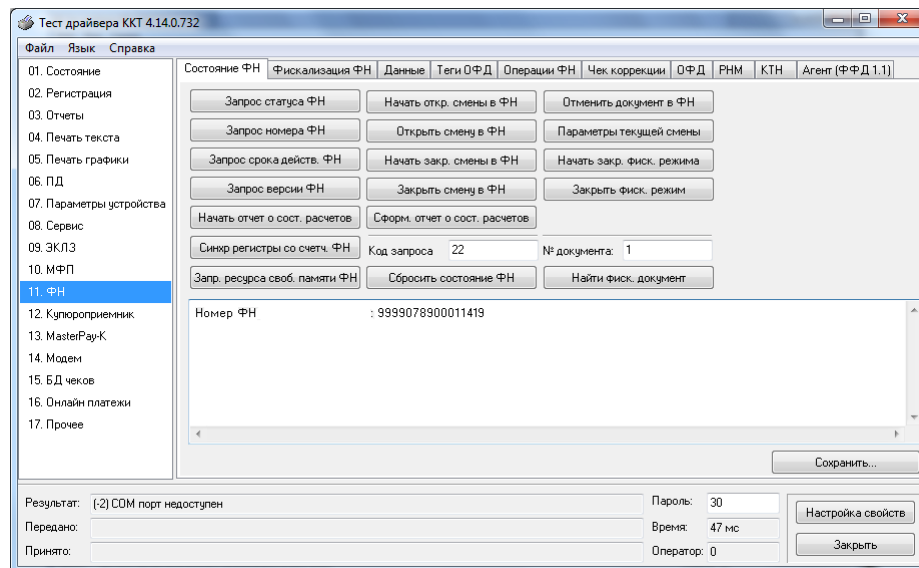 Тест драйвера ККТ 4.14.0.732
Файл Язык Справка
01. Состояние
02. Регистрация
03. Отчеты
04. Печать текста
05. Печать графики
06. ПД
07. Параметры устройства
08. Сервис
09. ЭКЛЗ
10. МФП
11. ФН
12. Купюроприемник
13. MasterPay-K
14. Модем
15. БД чеков
16. Онлайн платежи
17. Прочее
Состояние ФН Фискализация ФН Данные Теги ОФД Операции ФН Чек коррекции ОФД РНМ КТН Агент (ФФД 1.1)
Запрос статуса ФН Начать откр. смены в ФН Отменить документ в ФН
Запрос номера ФН Открыть смену в ФН Параметры текущей смены
Запрос срока действ. ФН Начать закр. смены в ФН Начать закр. фиск. режима
Запрос версии ФН Закрыть смену в ФН Закрыть фиск. режим
Начать отчет о сост. расчетов Сформ. отчет о сост. расчетов
Синхр регистры со счетч. ФН Код запроса 22 № документа: 1
Запр. ресурса своб. памяти ФН Сбросить состояние ФН Найти фиск. документ
Номер ФН : 9999078900011419
Сохранить...
Результат: (-2) COM порт недоступен Пароль: 30 Настройка свойств
Передано: Время: 47 мс
Принято: Оператор: 0 Закрыть